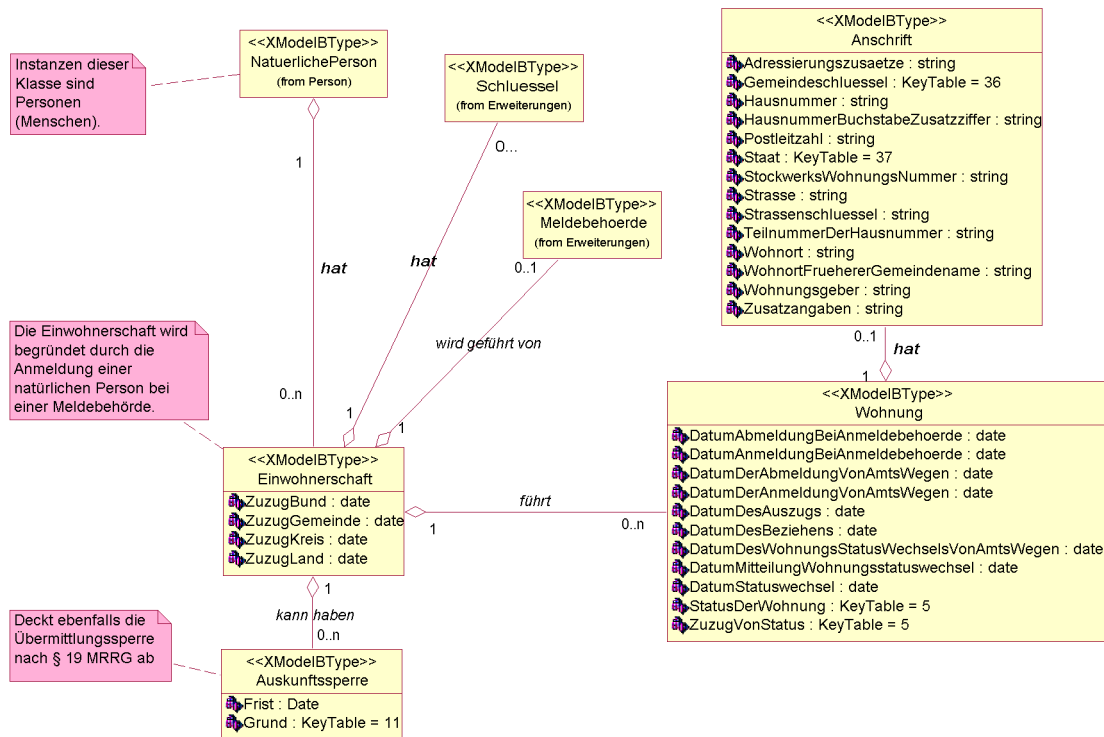 Instanzen dieser
Klasse sind
Personen
(Menschen).
<<XModelBType>>
NatuerlichePerson
(from Person)
<<XModelBType>>
Schluessel
(from Erweiterungen)
<<XModelBType>>
Meldebehoerde
(from Erweiterungen)
<<XModelBType>>
Anschrift
Adressierungszusaetze : string
Gemeindeschluessel : KeyTable = 36
Hausnummer : string
HausnummerBuchstabeZusatzziffer : string
Postleitzahl : string
Staat : KeyTable = 37
StockwerksWohnungsNummer : string
Strasse : string
Strassenschluessel : string
TeilnummerDerHausnummer : string
Wohnort : string
WohnortFruehererGemeindename : string
Wohnungsgeber : string
Zusatzangaben : string
1
hat
0..n
O...
hat
1
0..1
wird geführt von
1
0..1
hat
1
Die Einwohnerschaft wird
begründet durch die
Anmeldung einer
natürlichen Person bei
einer Meldebehörde.
<<XModelBType>>
Einwohnerschaft
ZuzugBund : date
ZuzugGemeinde : date
ZuzugKreis : date
ZuzugLand : date
führt
1
0..n
<<XModelBType>>
Wohnung
DatumAbmeldungBeiAnmeldebehoerde : date
DatumAnmeldungBeiAnmeldebehoerde : date
DatumDerAbmeldungVonAmtsWegen : date
DatumDerAnmeldungVonAmtsWegen : date
DatumDesAuszugs : date
DatumDesBeziehens : date
DatumDesWohnungsStatusWechselsVonAmtsWegen : date
DatumMitteilungWohnungsstatuswechsel : date
DatumStatuswechsel : date
StatusDerWohnung : KeyTable = 5
ZuzugVonStatus : KeyTable = 5
1
kann haben
0..n
Deckt ebenfalls die
Übermittlungssperre
nach § 19 MRRG ab
<<XModelBType>>
Auskunftssperre
Frist : Date
Grund : KeyTable = 11